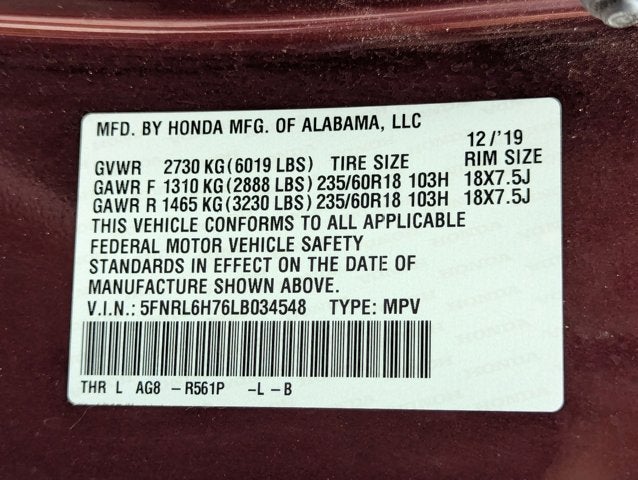 MFD. BY HONDA MFG. OF ALABAMA, LLC
12/'19
GVWR 2730 KG(6019 LBS) TIRE SIZE RIM SIZE
GAWR F 1310 KG(2888 LBS) 235/60R18 103H 18X7.5J
GAWR R 1465 KG(3230 LBS) 235/60R18 103H 18X7.5J
THIS VEHICLE CONFORMS TO ALL APPLICABLE
FEDERAL MOTOR VEHICLE SAFETY
STANDARDS IN EFFECT ON THE DATE OF
MANUFACTURE SHOWN ABOVE.
V.I.N.: 5FNRL6H76LB034548 TYPE: MPV
THR L AG8 -R561P -L-B